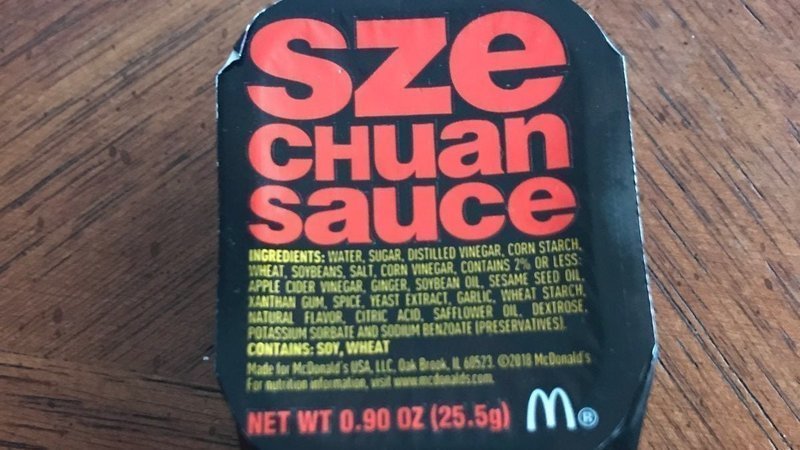 sze
CHuan
sauce
INGREDIENTS: WATER, SUGAR, DISTILLED VINEGAR, CORN STARCH,
WHEAT, SOYBEANS, SALT, CORN VINEGAR, CONTAINS 2% OR LESS:
APPLE CIDER VINEGAR, GINGER, SOYBEAN OIL, SESAME SEED OIL,
XANTHAN GUM, SPICE, YEAST EXTRACT, GARLIC, WHEAT STARCH,
NATURAL FLAVOR, CITRIC ACID, SAFFLOWER OIL, DEXTROSE,
POTASSIUM SORBATE AND SODIUM BENZOATE (PRESERVATIVES).
CONTAINS: SOY, WHEAT
Made for McDonald's USA, LLC, Oak Brook, IL 60523 ©2018 McDonald's
For nutrition information, visit www.mcdonalds.com
NET WT 0.90 OZ (25.5g) M®